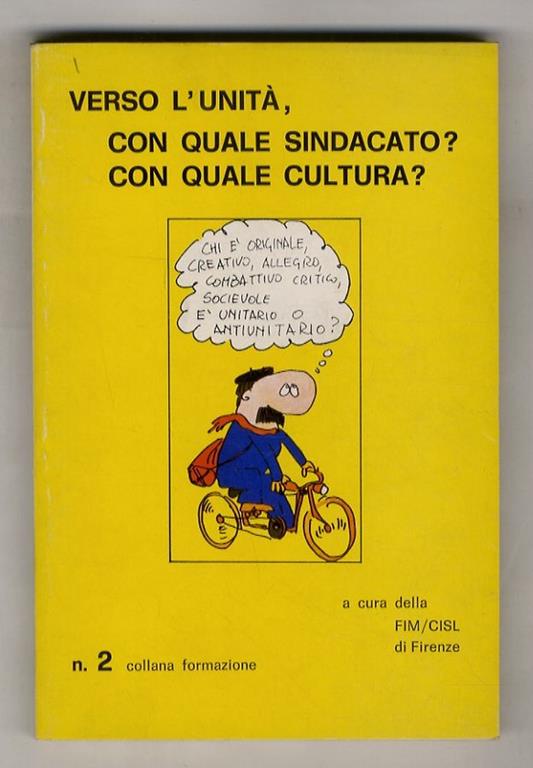 VERSO L'UNITÀ,
CON QUALE SINDACATO?
CON QUALE CULTURA?
CHI E' ORIGINALE,
CREATIVO, ALLEGRO,
COMBATTIVO CRITICO,
SOCIEVOLE
E' UNITARIO O
ANTIUNITARIO?
a cura della
FIM/CISL
di Firenze
n. 2 collana formazione